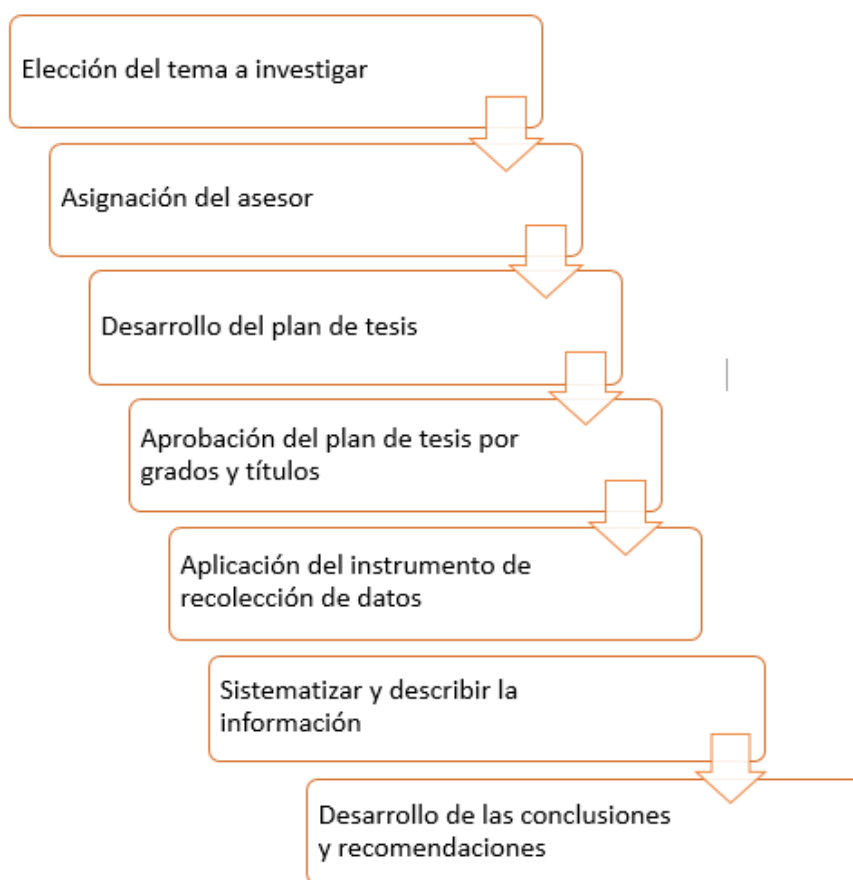 Elección del tema a investigar
Asignación del asesor
Desarrollo del plan de tesis
Aprobación del plan de tesis por
grados y títulos
Aplicación del instrumento de
recolección de datos
Sistematizar y describir la
información
Desarrollo de las conclusiones
y recomendaciones